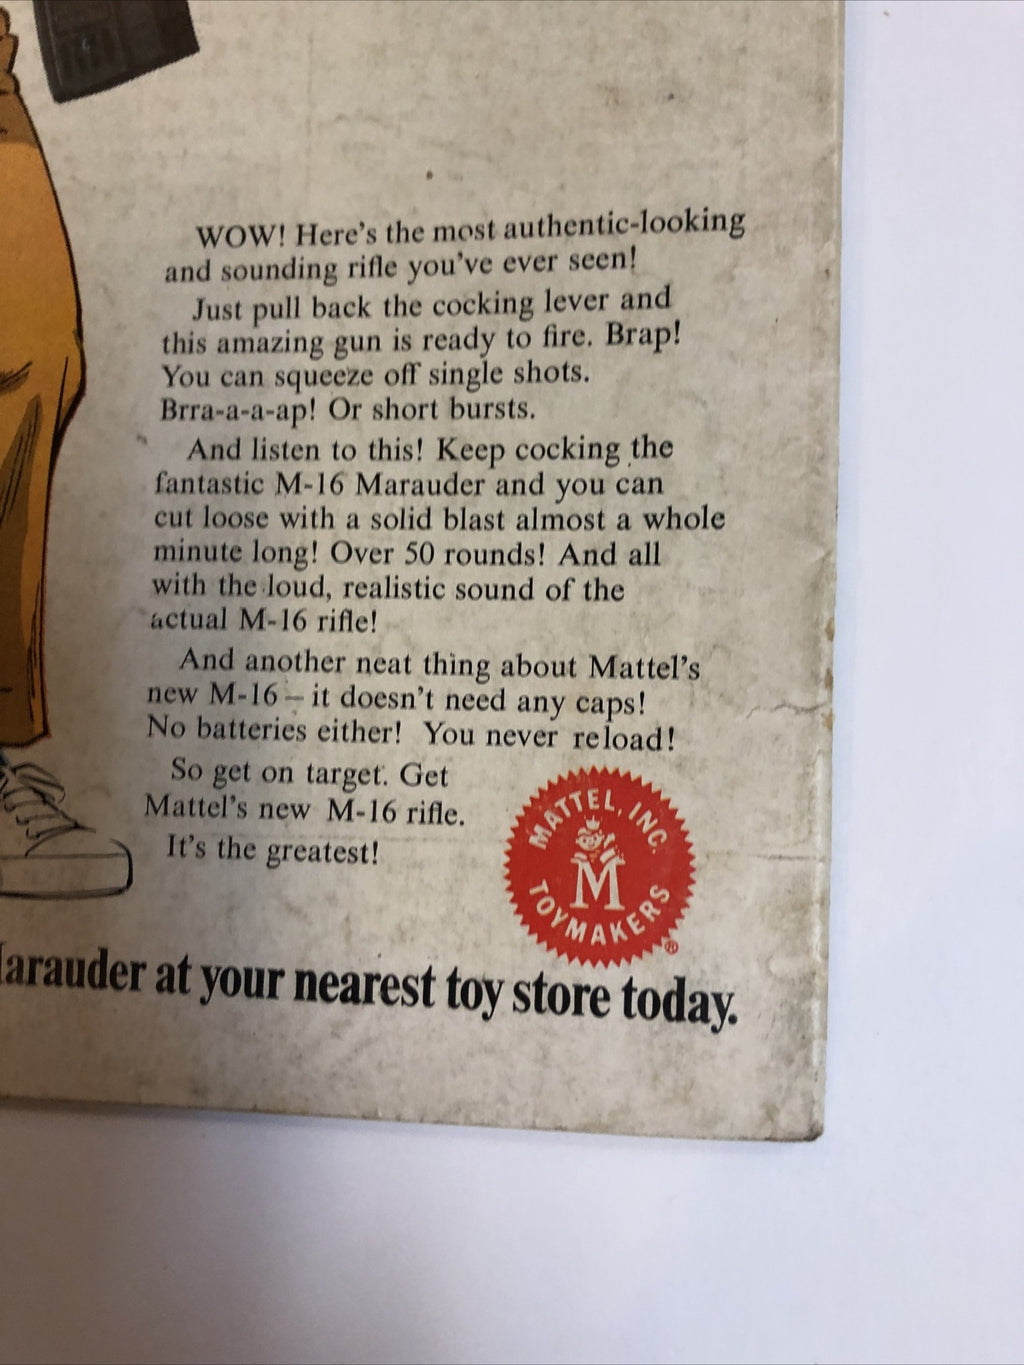 WOW! Here's the most authentic-looking
and sounding rifle you've ever seen!
Just pull back the cocking lever and
this amazing gun is ready to fire. Brap!
You can squeeze off single shots.
Brra-a-a-ap! Or short bursts.
And listen to this! Keep cocking the
fantastic M-16 Marauder and you can
cut loose with a solid blast almost a whole
minute long! Over 50 rounds! And all
with the loud, realistic sound of the
actual M-16 rifle!
And another neat thing about Mattel's
new M-16 – it doesn't need any caps!
No batteries either! You never reload!
So get on target. Get
Mattel's new M-16 rifle.
It's the greatest!
MATTEL, INC.
M
TOYMAKERS
®
arauder at your nearest toy store today.